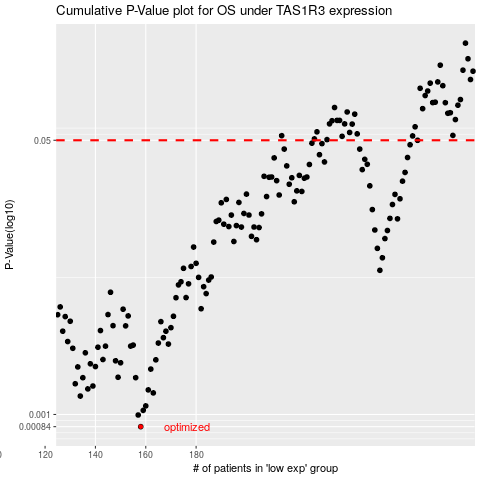 Cumulative P-Value plot for OS under TAS1R3 expression
P-Value(log10)
0.05
0.001
0.00084
optimized
0 120 140 160 180
# of patients in 'low exp' group